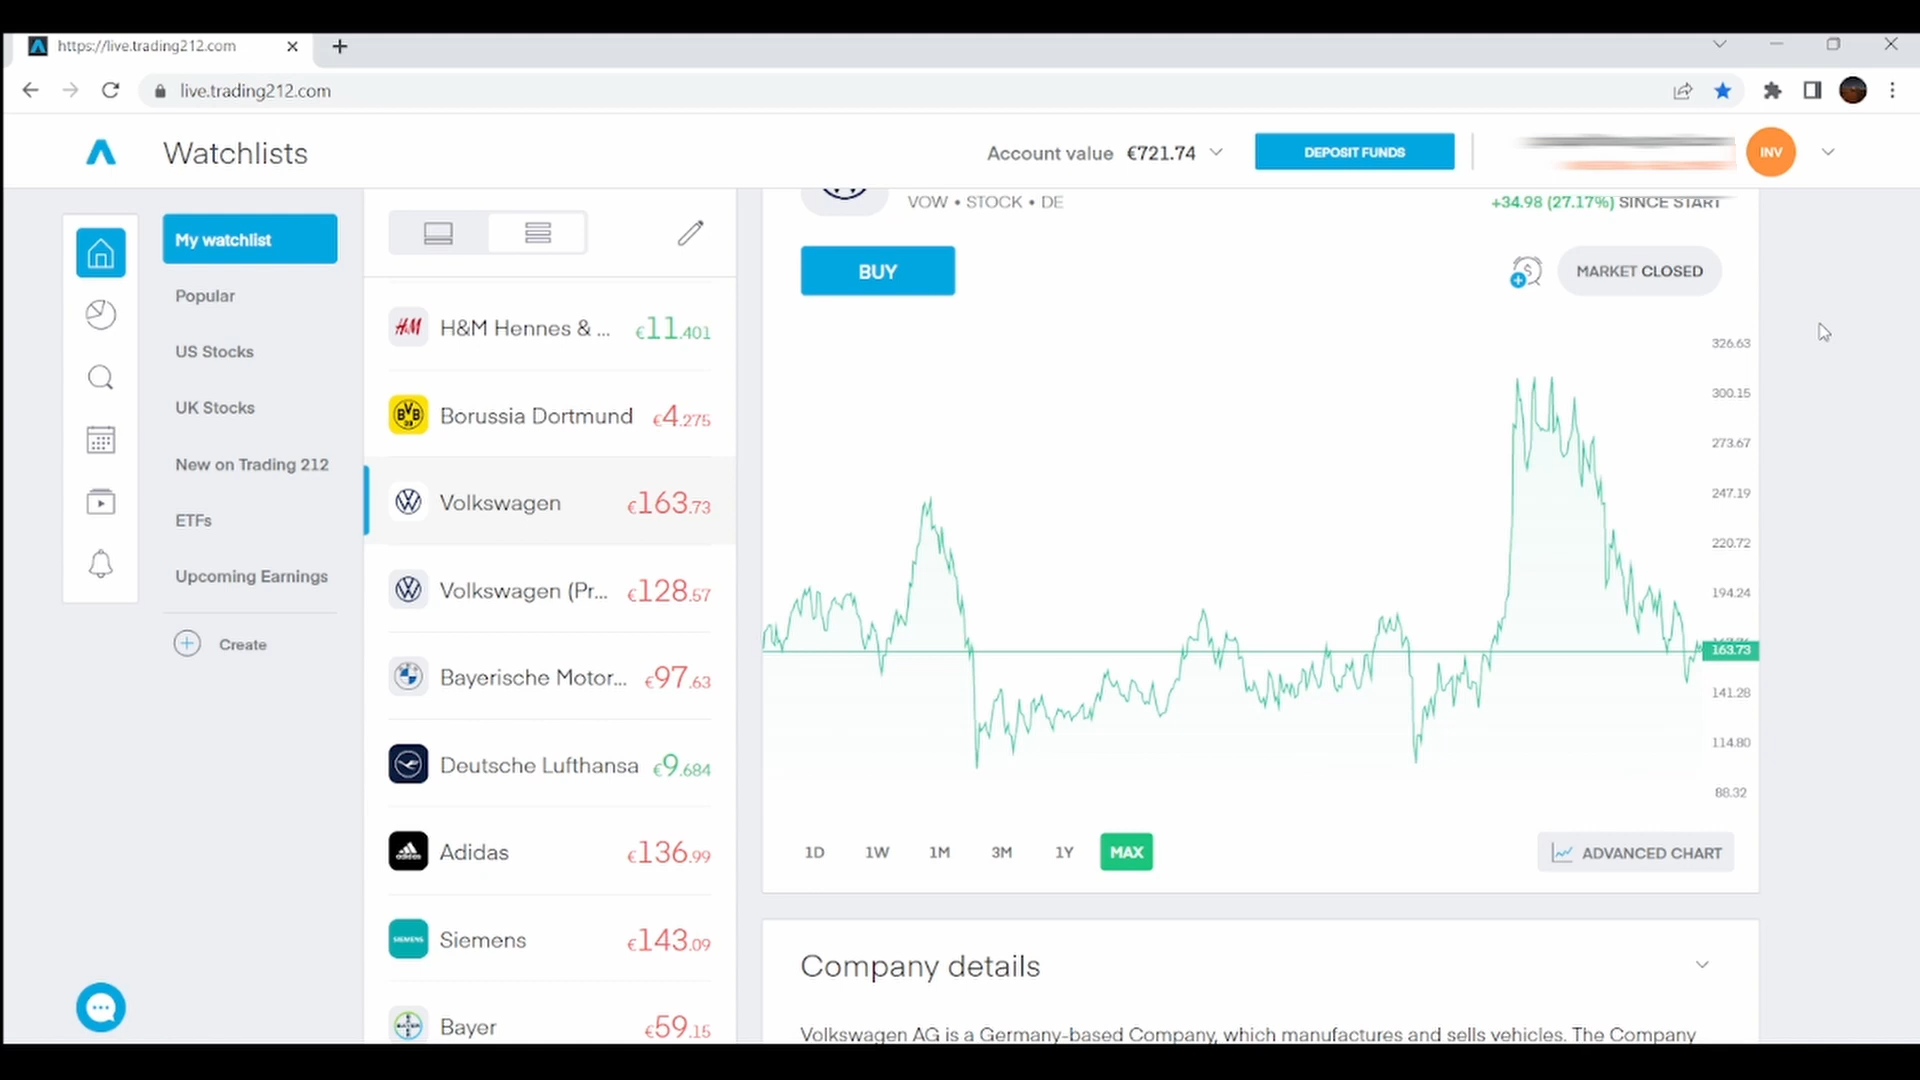 https://live.trading212.com
live.trading212.com
Watchlists
Account value €721.74
DEPOSIT FUNDS
INV
My watchlist
Popular
US Stocks
UK Stocks
New on Trading 212
ETFs
Upcoming Earnings
Create
H&M
H&M Hennes & ... €11.401
BVB
09
Borussia Dortmund €4.275
Volkswagen €163.73
Volkswagen (Pr... €128.57
Bayerische Motor... €97.63
Deutsche Lufthansa €9.684
adidas
Adidas €136.99
SIEMENS
Siemens €143.09
BAYER
Bayer €59.15
VOW • STOCK • DE
+34.98 (27.17%) SINCE START
BUY
MARKET CLOSED
326.63
300.15
273.67
247.19
220.72
194.24
163.73
141.28
114.80
88.32
1D 1W 1M 3M 1Y MAX
ADVANCED CHART
Company details
Volkswagen AG is a Germany-based Company, which manufactures and sells vehicles. The Company